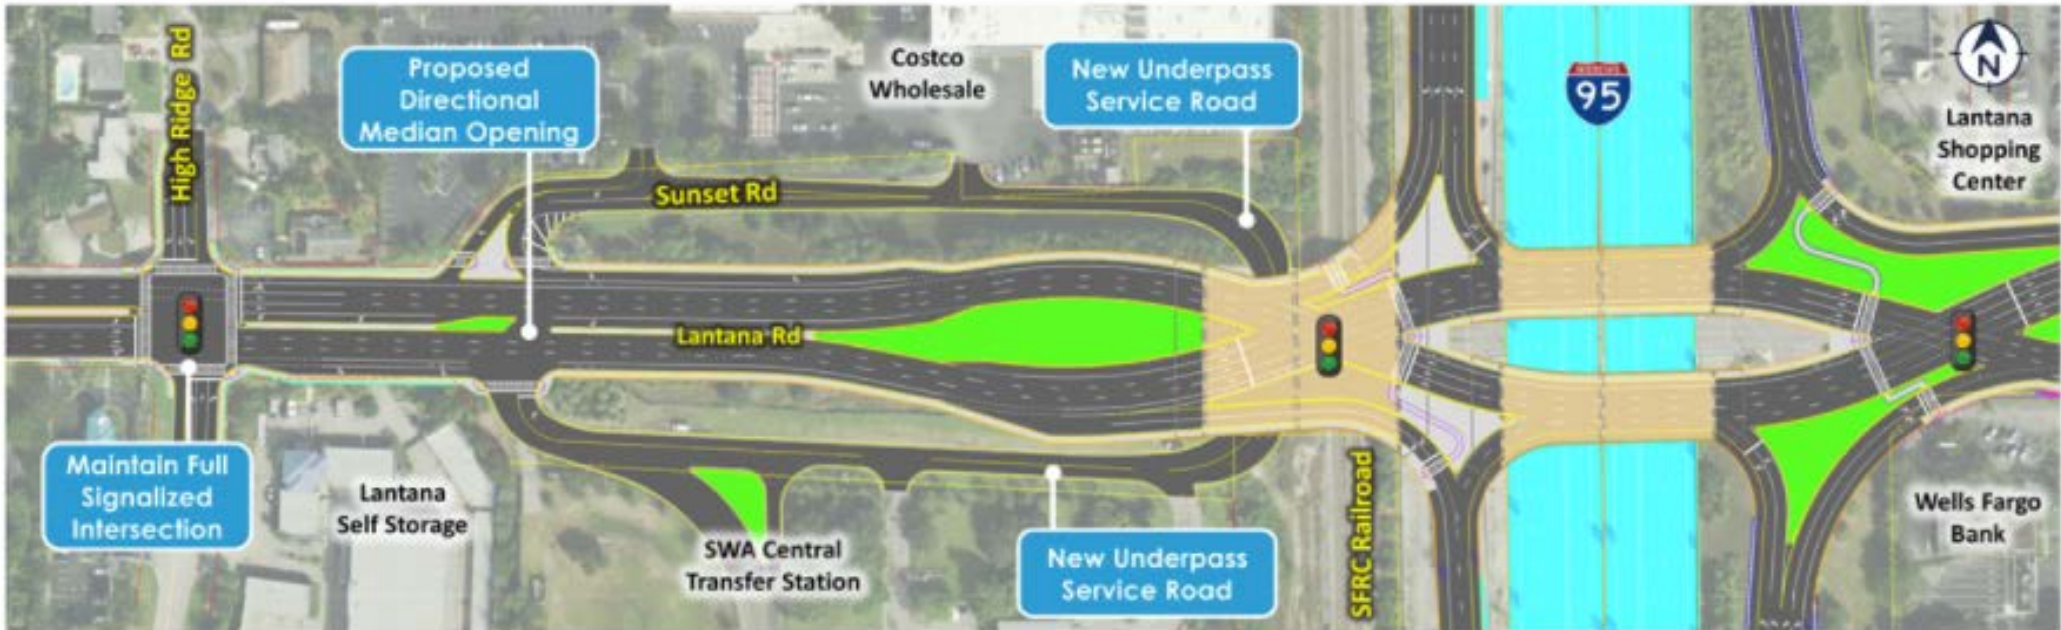 High Ridge Rd
Proposed
Directional
Median Opening
Costco
Wholesale
New Underpass
Service Road
95
N
Lantana
Shopping
Center
Sunset Rd
Lantana Rd
Maintain Full
Signalized
Intersection
Lantana
Self Storage
SWA Central
Transfer Station
New Underpass
Service Road
SFRC Railroad
Wells Fargo
Bank